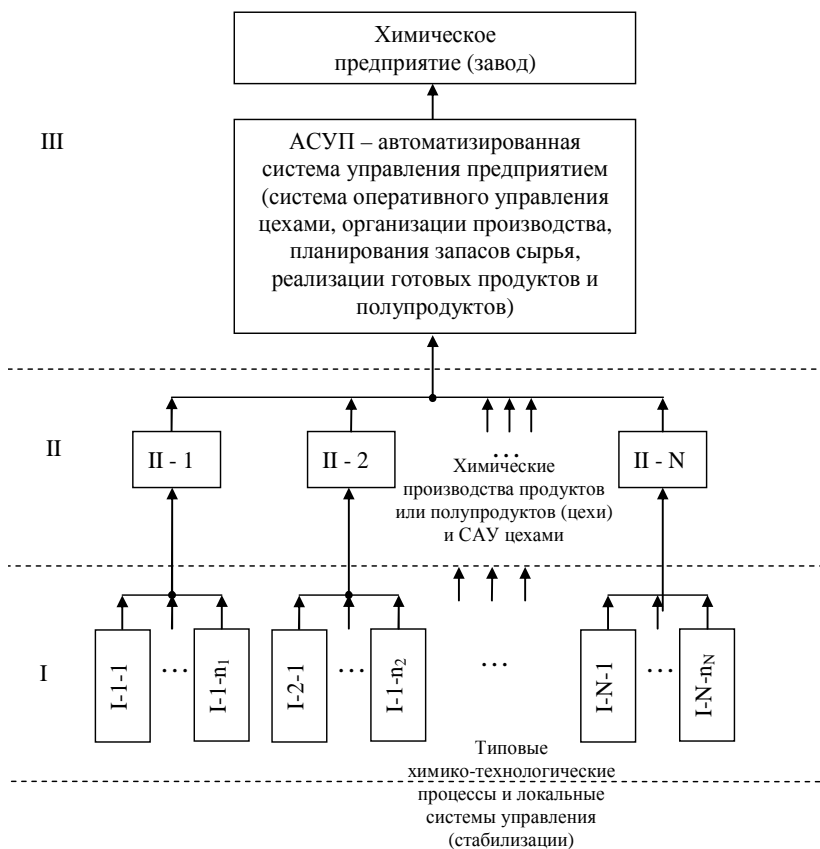 Химическое
предприятие (завод)
III
АСУП – автоматизированная
система управления предприятием
(система оперативного управления
цехами, организации производства,
планирования запасов сырья,
реализации готовых продуктов и
полупродуктов)
II
II - 1
II - 2
…
II - N
Химические
производства продуктов
или полупродуктов (цехи)
и САУ цехами
I
I-1-1
…
I-1-n₁
I-2-1
…
I-1-n₂
…
I-N-1
…
I-N-n_N
Типовые
химико-технологические
процессы и локальные
системы управления
(стабилизации)